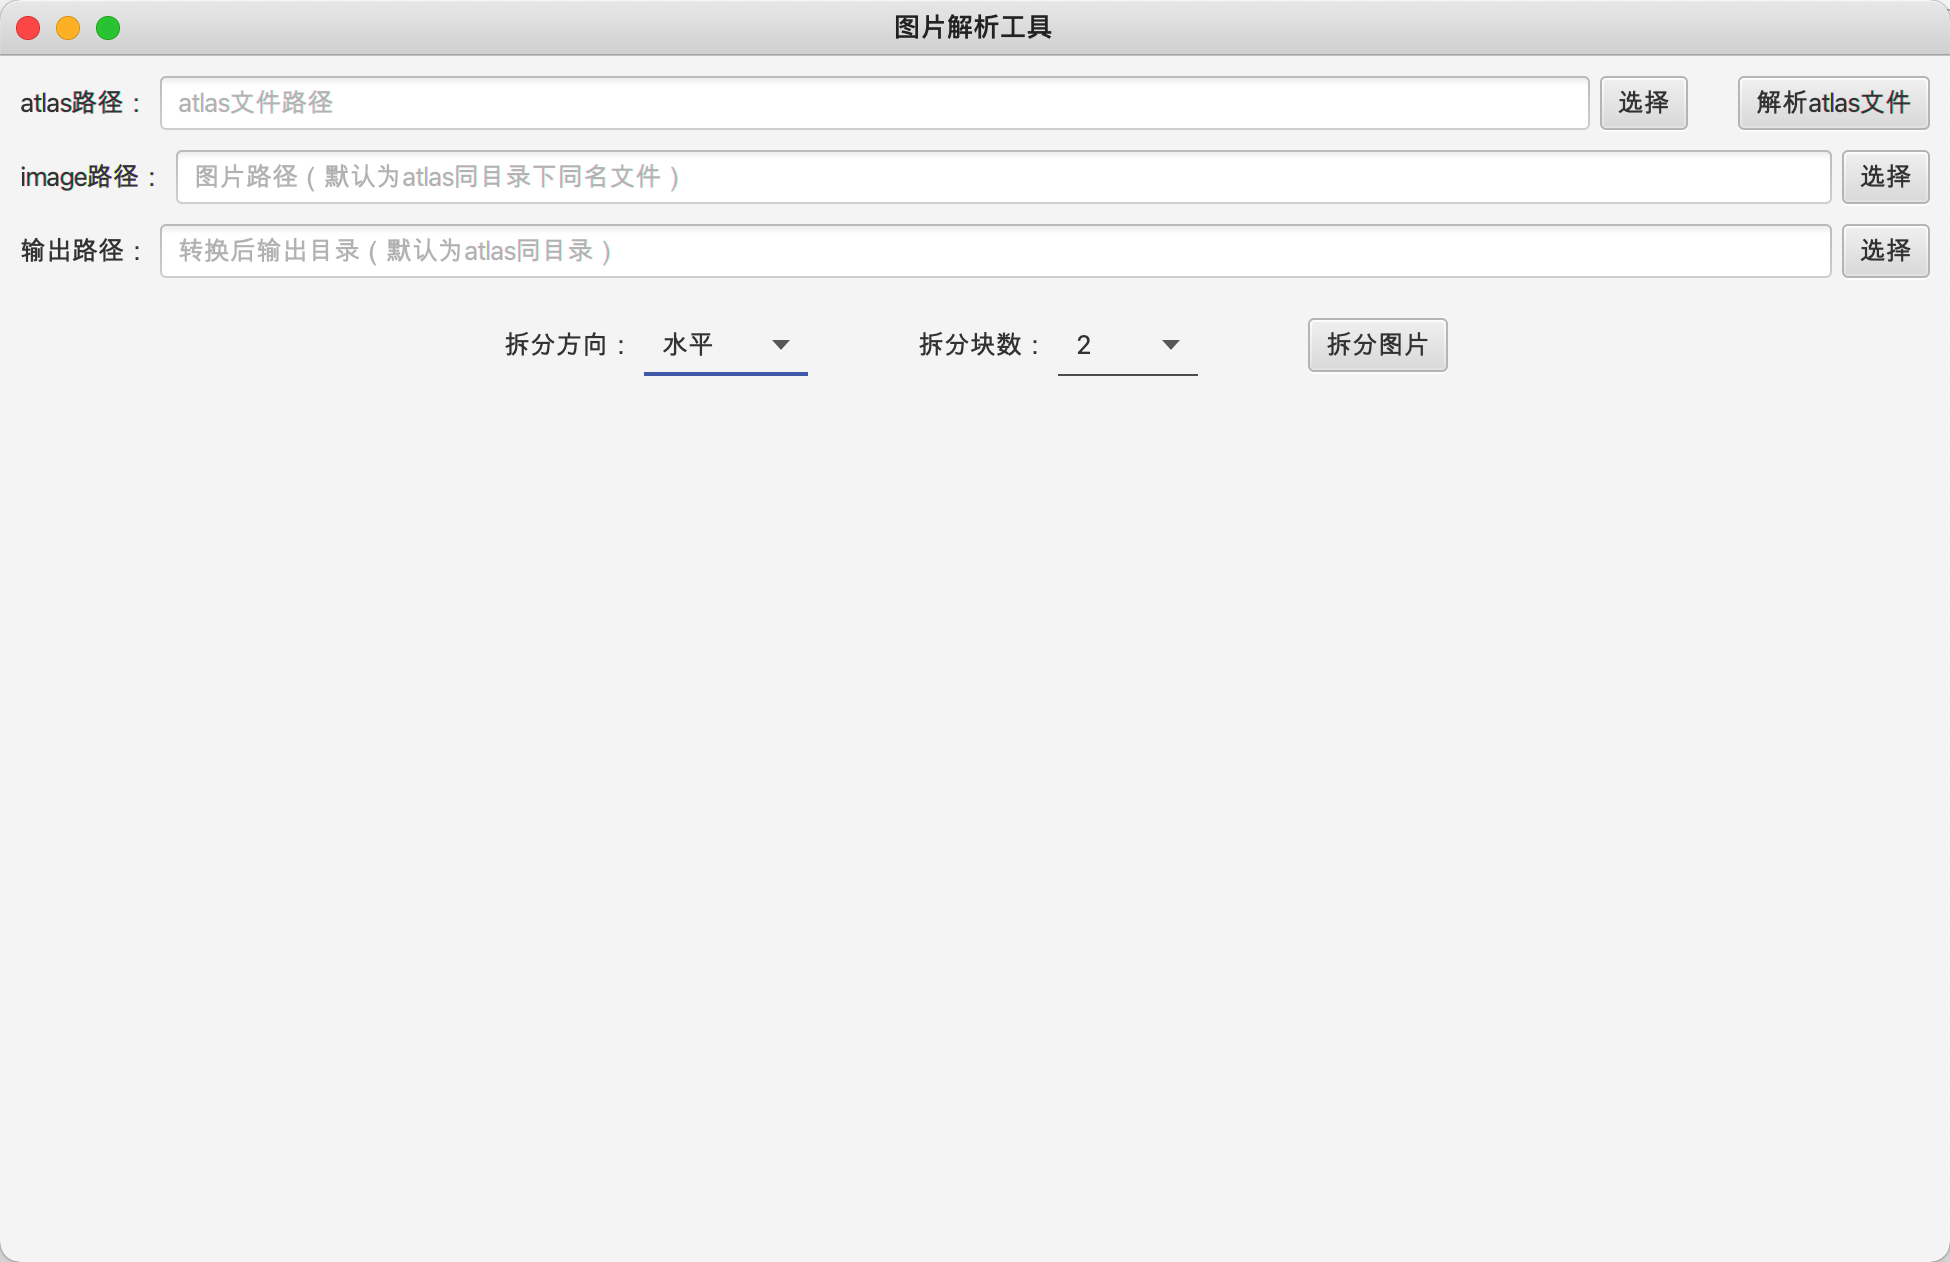 图片解析工具
atlas路径： atlas文件路径 选择 解析atlas文件
image路径： 图片路径（默认为atlas同目录下同名文件） 选择
输出路径： 转换后输出目录（默认为atlas同目录） 选择
拆分方向： 水平 拆分块数： 2 拆分图片